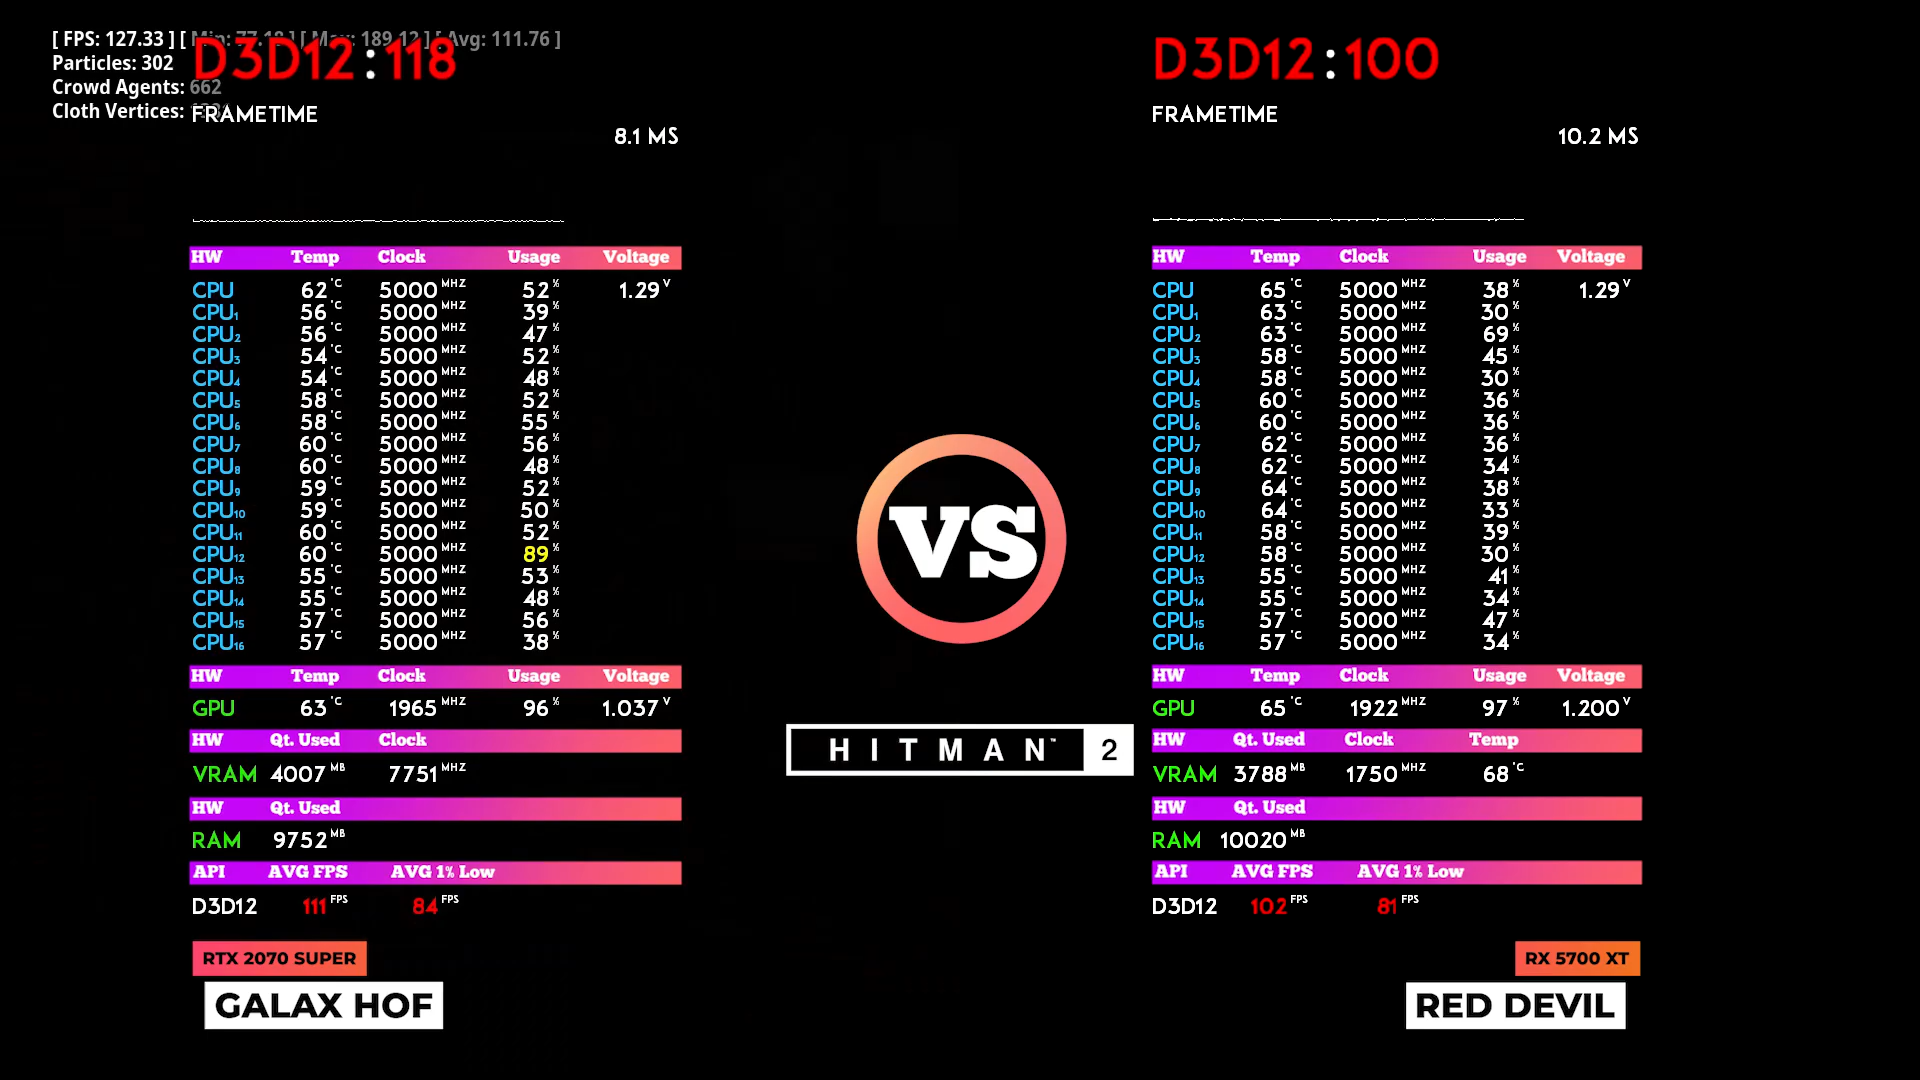 [ FPS: 127.33 ] [ Min: 77.18 ] [ Max: 189.12 ] [ Avg: 111.76 ]
Particles: 302
Crowd Agents: 662
Cloth Vertices:
D3D12 : 118
FRAMETIME
8.1 MS
HW Temp Clock Usage Voltage
CPU 62 °C 5000 MHZ 52 % 1.29 V
CPU1 56 °C 5000 MHZ 39 %
CPU2 56 °C 5000 MHZ 47 %
CPU3 54 °C 5000 MHZ 52 %
CPU4 54 °C 5000 MHZ 48 %
CPU5 58 °C 5000 MHZ 52 %
CPU6 58 °C 5000 MHZ 55 %
CPU7 60 °C 5000 MHZ 56 %
CPU8 60 °C 5000 MHZ 48 %
CPU9 59 °C 5000 MHZ 52 %
CPU10 59 °C 5000 MHZ 50 %
CPU11 60 °C 5000 MHZ 52 %
CPU12 60 °C 5000 MHZ 89 %
CPU13 55 °C 5000 MHZ 53 %
CPU14 55 °C 5000 MHZ 48 %
CPU15 57 °C 5000 MHZ 56 %
CPU16 57 °C 5000 MHZ 38 %
HW Temp Clock Usage Voltage
GPU 63 °C 1965 MHZ 96 % 1.037 V
HW Qt. Used Clock
VRAM 4007 MB 7751 MHZ
HW Qt. Used
RAM 9752 MB
API AVG FPS AVG 1% Low
D3D12 111 FPS 84 FPS
RTX 2070 SUPER
GALAX HOF
VS
HITMAN™ 2
D3D12 : 100
FRAMETIME
10.2 MS
HW Temp Clock Usage Voltage
CPU 65 °C 5000 MHZ 38 % 1.29 V
CPU1 63 °C 5000 MHZ 30 %
CPU2 63 °C 5000 MHZ 69 %
CPU3 58 °C 5000 MHZ 45 %
CPU4 58 °C 5000 MHZ 30 %
CPU5 60 °C 5000 MHZ 36 %
CPU6 60 °C 5000 MHZ 36 %
CPU7 62 °C 5000 MHZ 36 %
CPU8 62 °C 5000 MHZ 34 %
CPU9 64 °C 5000 MHZ 38 %
CPU10 64 °C 5000 MHZ 33 %
CPU11 58 °C 5000 MHZ 39 %
CPU12 58 °C 5000 MHZ 30 %
CPU13 55 °C 5000 MHZ 41 %
CPU14 55 °C 5000 MHZ 34 %
CPU15 57 °C 5000 MHZ 47 %
CPU16 57 °C 5000 MHZ 34 %
HW Temp Clock Usage Voltage
GPU 65 °C 1922 MHZ 97 % 1.200 V
HW Qt. Used Clock Temp
VRAM 3788 MB 1750 MHZ 68 °C
HW Qt. Used
RAM 10020 MB
API AVG FPS AVG 1% Low
D3D12 102 FPS 81 FPS
RX 5700 XT
RED DEVIL